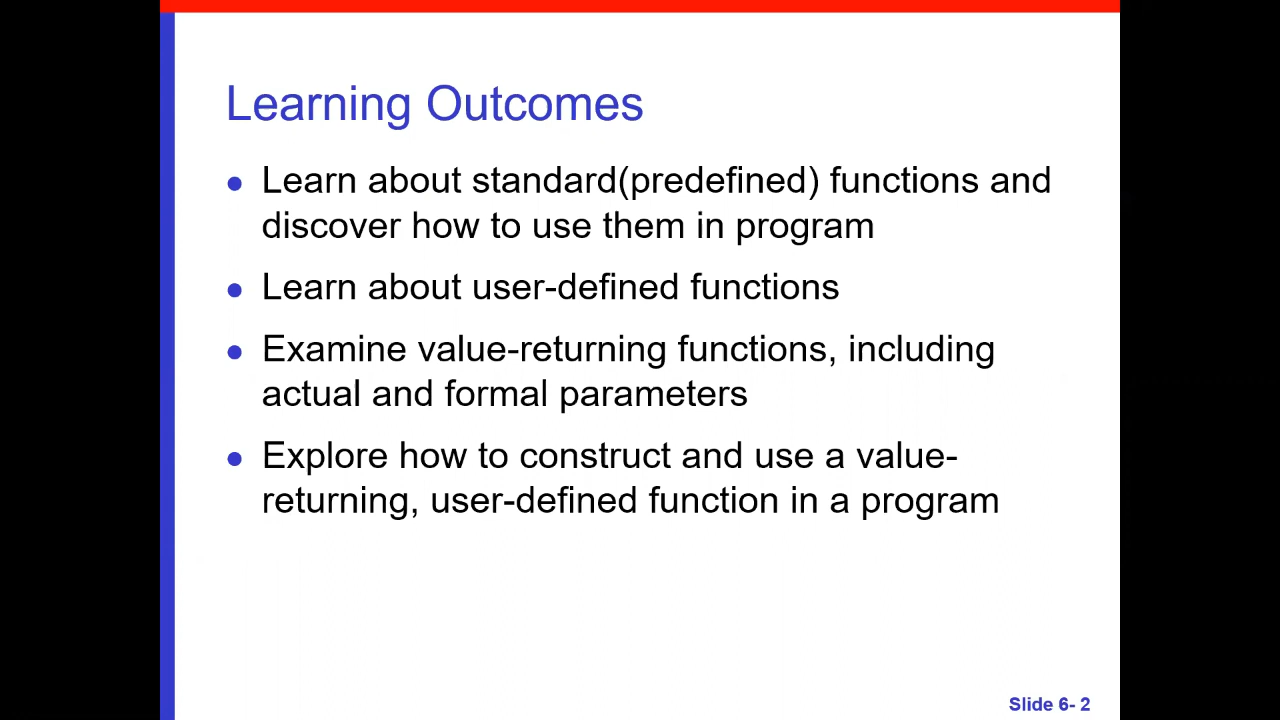 Learning Outcomes
● Learn about standard(predefined) functions and
discover how to use them in program
● Learn about user-defined functions
● Examine value-returning functions, including
actual and formal parameters
● Explore how to construct and use a value-
returning, user-defined function in a program
Slide 6- 2